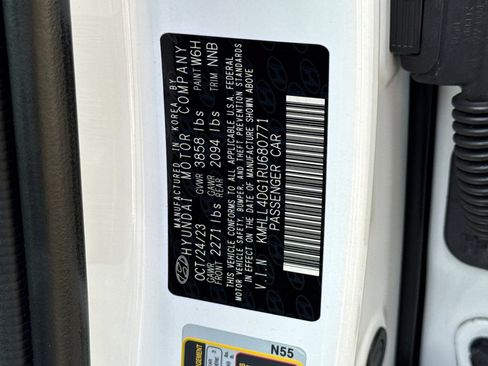 MANUFACTURED IN KOREA BY
HYUNDAI MOTOR COMPANY
OCT/24/23 GVWR 3858 lbs PAINT W6H
GAWR FRONT 2271 lbs GAWR REAR 2094 lbs TRIM NNB
THIS VEHICLE CONFORMS TO ALL APPLICABLE U.S.A. FEDERAL
MOTOR VEHICLE SAFETY, BUMPER, AND THEFT PREVENTION STANDARDS
IN EFFECT ON THE DATE OF MANUFACTURE SHOWN ABOVE
V.I.N KMHLL4DG1RU680771
PASSENGER CAR
N55